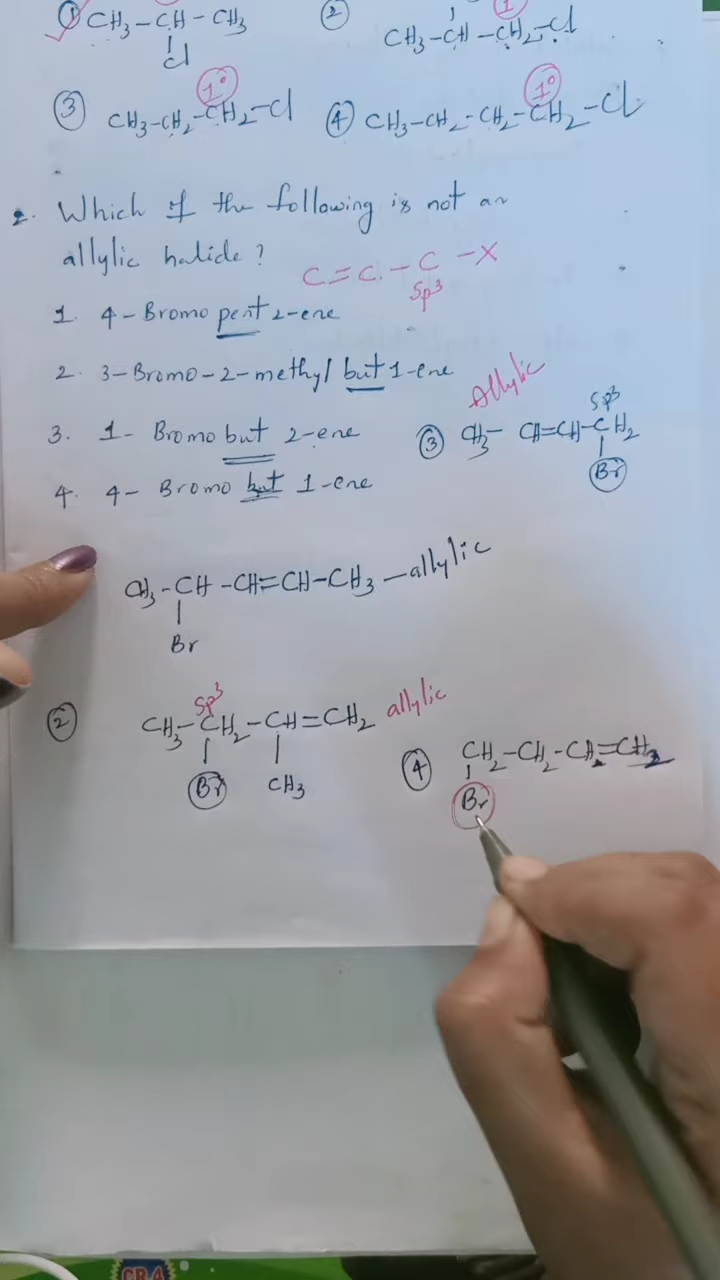 ① CH₃-CH-CH₃ ②
Cl CH₃-CH-CH₂-Cl
1°
1°
③ CH₃-CH₂-CH₂-Cl ④ CH₃-CH₂-CH₂-CH₂-Cl
2. Which of the following is not an
allylic halide?
C=C-C-X
Sp³
1. 4-Bromo pent 2-ene
2. 3-Bromo-2-methyl but 1-ene
Allylic
Sp³
3. 1- Bromo but 2-ene ③ CH₃- CH=CH-CH₂
Br
4. 4- Bromo but 1-ene
CH₃-CH-CH=CH-CH₃-allylic
Br
Sp³
② CH₃-CH₂-CH=CH₂ allylic
Br CH₃
④ CH₂-CH₂-CH=CH₂
Br
CR-4